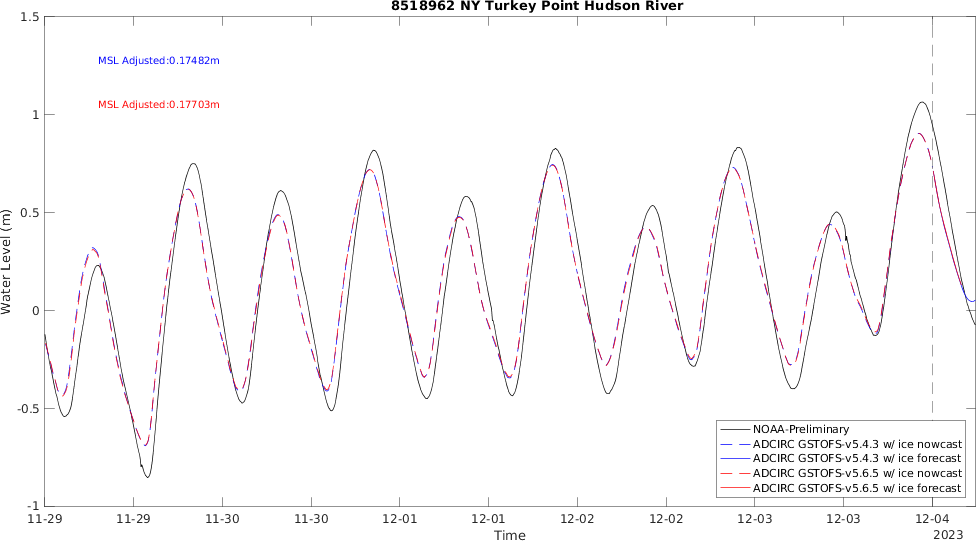 8518962 NY Turkey Point Hudson River
1.5
MSL Adjusted:0.17482m
MSL Adjusted:0.17703m
1
0.5
0
-0.5
-1
Water Level (m)
NOAA-Preliminary
ADCIRC GSTOFS-v5.4.3 w/ ice nowcast
ADCIRC GSTOFS-v5.4.3 w/ ice forecast
ADCIRC GSTOFS-v5.6.5 w/ ice nowcast
ADCIRC GSTOFS-v5.6.5 w/ ice forecast
11-29 11-29 11-30 11-30 12-01 12-01 12-02 12-02 12-03 12-03 12-04
Time
2023